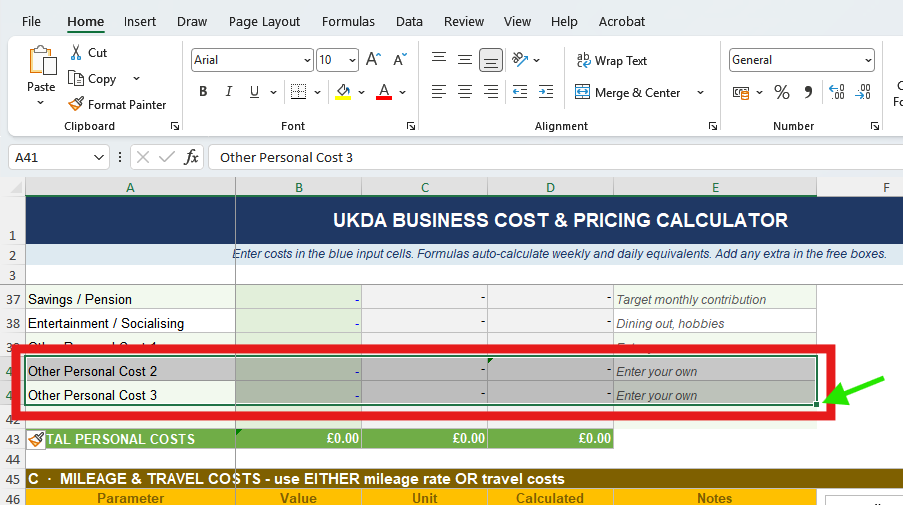 File Home Insert Draw Page Layout Formulas Data Review View Help Acrobat
Paste
Cut
Copy
Format Painter
Clipboard
Arial 10 A A
B I U A
Font
Wrap Text
Merge & Center
Alignment
General
% 9 .00
Number
A41 fx Other Personal Cost 3
A B C D E F
1 UKDA BUSINESS COST & PRICING CALCULATOR
2 Enter costs in the blue input cells. Formulas auto-calculate weekly and daily equivalents. Add any extra in the free boxes.
3
37 Savings / Pension - - - Target monthly contribution
38 Entertainment / Socialising - - - Dining out, hobbies
Other Personal Cost 2 - - - Enter your own
Other Personal Cost 3 - - - Enter your own
42
43 TAL PERSONAL COSTS £0.00 £0.00 £0.00
44
45 C · MILEAGE & TRAVEL COSTS - use EITHER mileage rate OR travel costs
46 Parameter Value Unit Calculated Notes